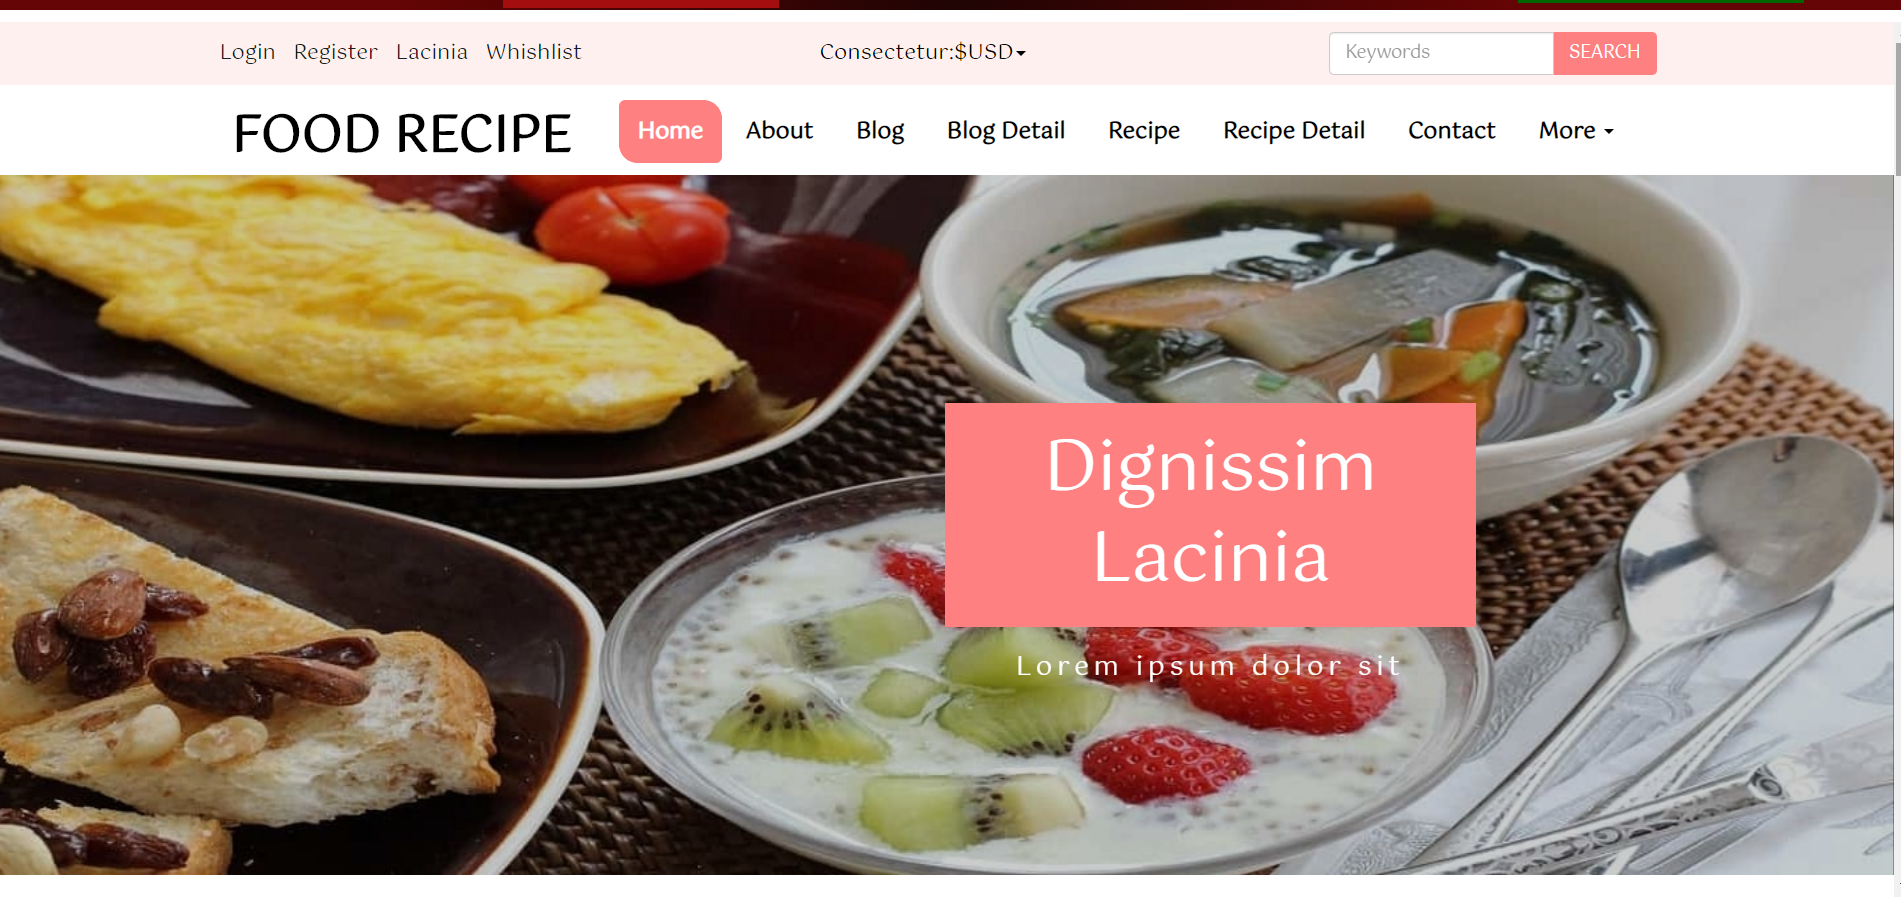 Login Register Lacinia Whishlist Consectetur:$USD Keywords SEARCH
FOOD RECIPE Home About Blog Blog Detail Recipe Recipe Detail Contact More
Dignissim
Lacinia
Lorem ipsum dolor sit